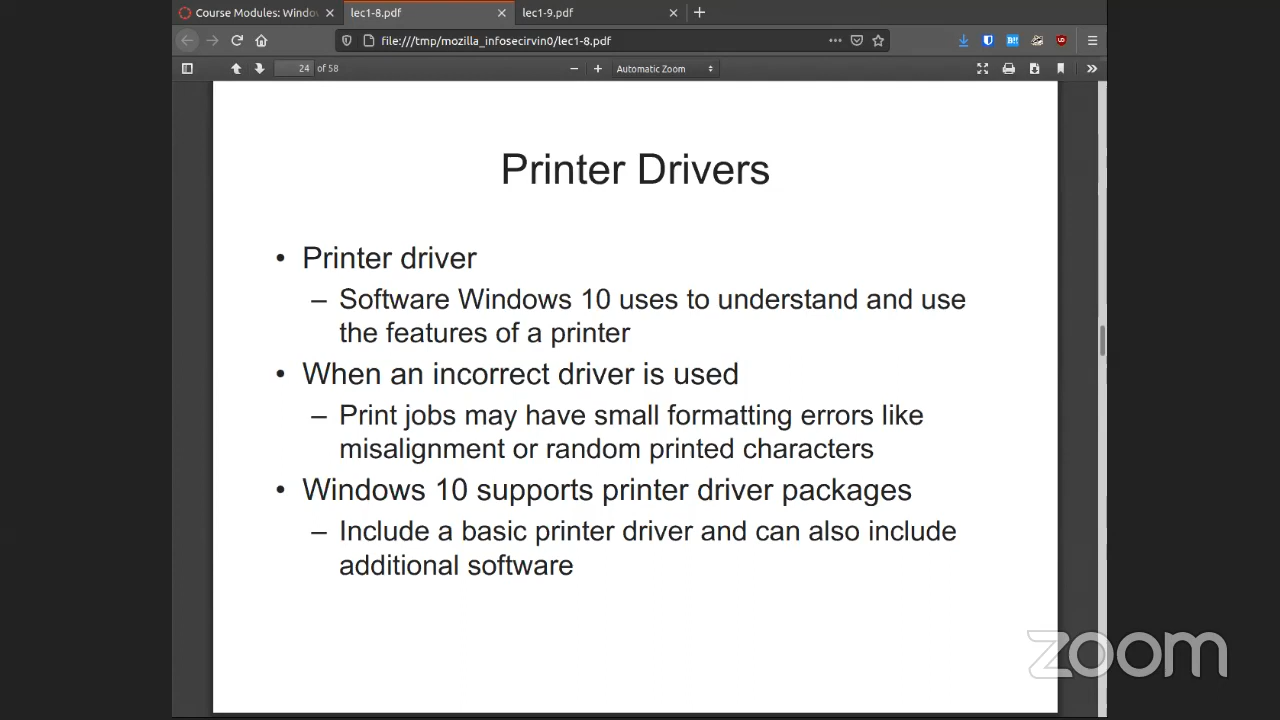 Course Modules: Windo
lec1-8.pdf
lec1-9.pdf
file:///tmp/mozilla_infosecirvin0/lec1-8.pdf
24 of 58
Automatic Zoom
Printer Drivers
• Printer driver
– Software Windows 10 uses to understand and use
the features of a printer
• When an incorrect driver is used
– Print jobs may have small formatting errors like
misalignment or random printed characters
• Windows 10 supports printer driver packages
– Include a basic printer driver and can also include
additional software
zoom